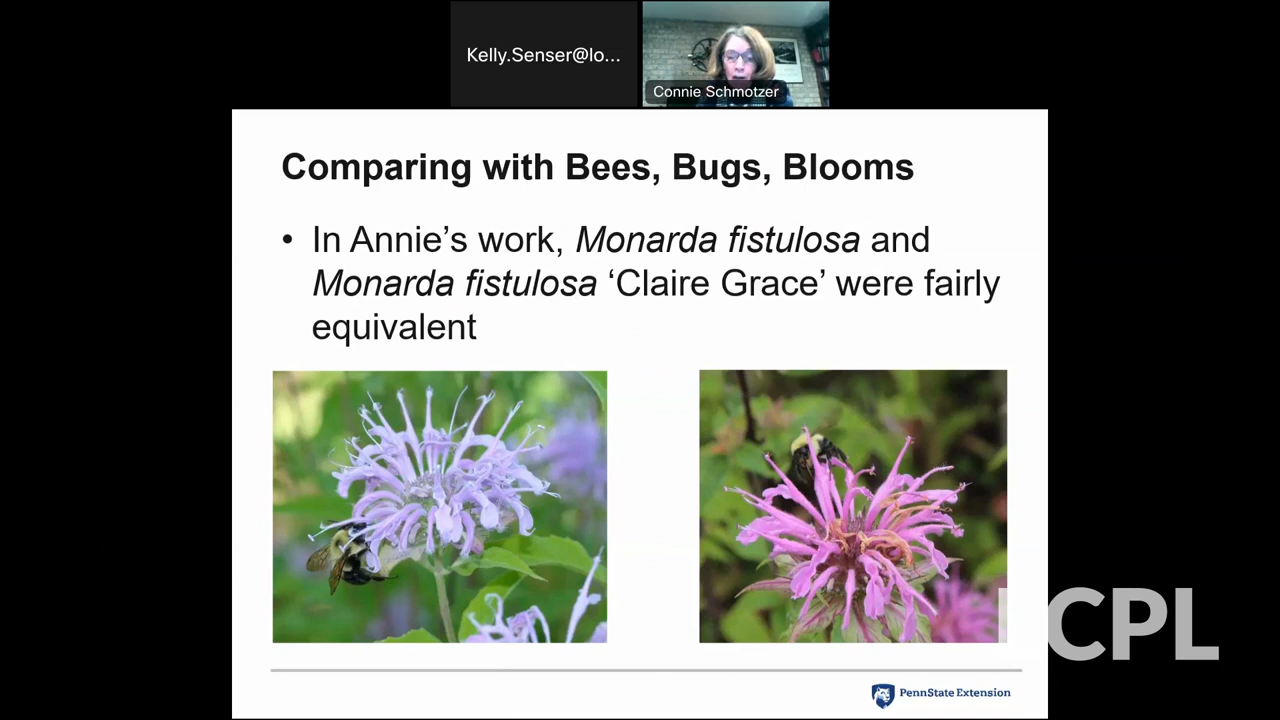 Kelly.Senser@lo...
Connie Schmotzer
Comparing with Bees, Bugs, Blooms
• In Annie’s work, Monarda fistulosa and
Monarda fistulosa ‘Claire Grace’ were fairly
equivalent
CPL
PennState Extension